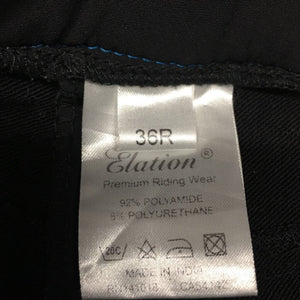 36R
Elation®
Premium Riding Wear
92% POLYAMIDE
8% POLYURETHANE
MADE IN INDIA